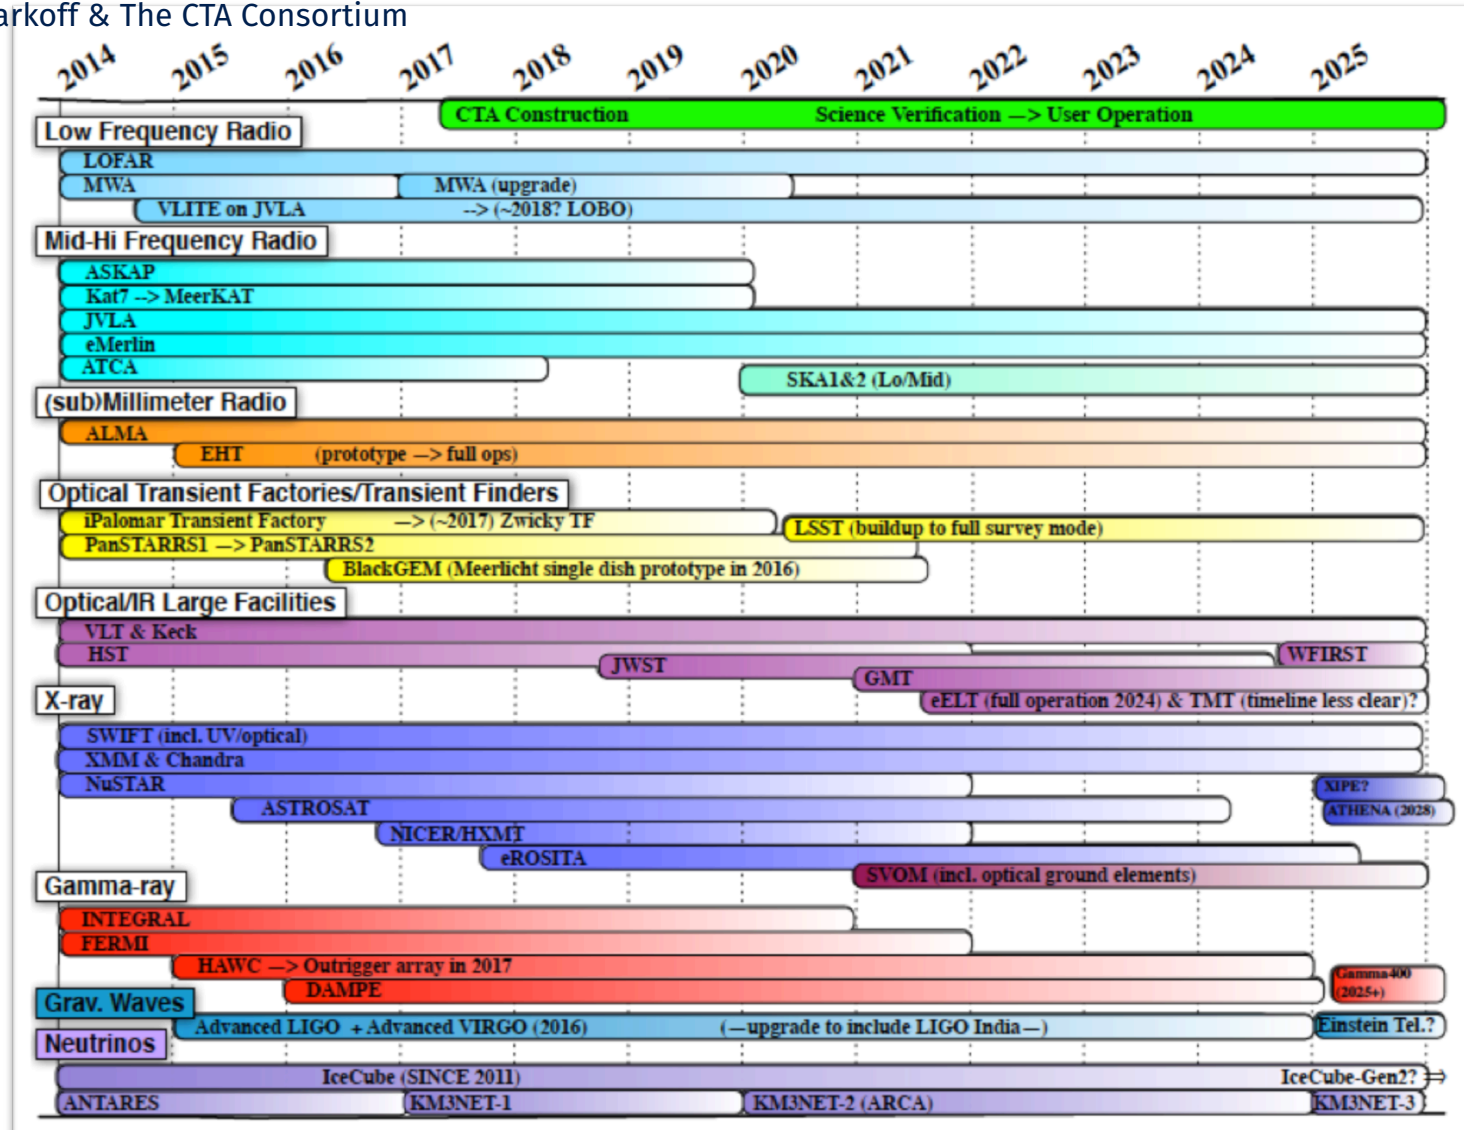 arkoff & The CTA Consortium
2014 2015 2016 2017 2018 2019 2020 2021 2022 2023 2024 2025
CTA Construction Science Verification —> User Operation
Low Frequency Radio
LOFAR
MWA MWA (upgrade)
VLITE on JVLA --> (~2018? LOBO)
Mid-Hi Frequency Radio
ASKAP
Kat7 --> MeerKAT
JVLA
eMerlin
ATCA
SKA1&2 (Lo/Mid)
(sub)Millimeter Radio
ALMA
EHT (prototype —> full ops)
Optical Transient Factories/Transient Finders
iPalomar Transient Factory —> (~2017) Zwicky TF
LSST (buildup to full survey mode)
PanSTARRS1 —> PanSTARRS2
BlackGEM (Meerlicht single dish prototype in 2016)
Optical/IR Large Facilities
VLT & Keck
HST
JWST
WFIRST
GMT
eELT (full operation 2024) & TMT (timeline less clear)?
X-ray
SWIFT (incl. UV/optical)
XMM & Chandra
NuSTAR
XIPE?
ASTROSAT
ATHENA (2028)
NICER/HXMT
eROSITA
SVOM (incl. optical ground elements)
Gamma-ray
INTEGRAL
FERMI
HAWC —> Outrigger array in 2017
Gamma400
(2025+)
DAMPE
Grav. Waves
Advanced LIGO + Advanced VIRGO (2016) (—upgrade to include LIGO India—)
Einstein Tel.?
Neutrinos
IceCube (SINCE 2011) IceCube-Gen2? ⇒
ANTARES KM3NET-1 KM3NET-2 (ARCA) KM3NET-3